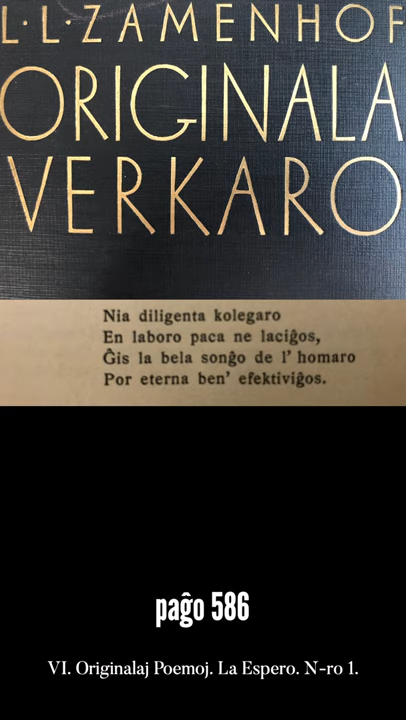 L·L·ZAMENHOF
ORIGINALA
VERKARO
Nia diligenta kolegaro
En laboro paca ne laciĝos,
Ĝis la bela sonĝo de l' homaro
Por eterna ben' efektiviĝos.
paĝo 586
VI. Originalaj Poemoj. La Espero. N-ro 1.